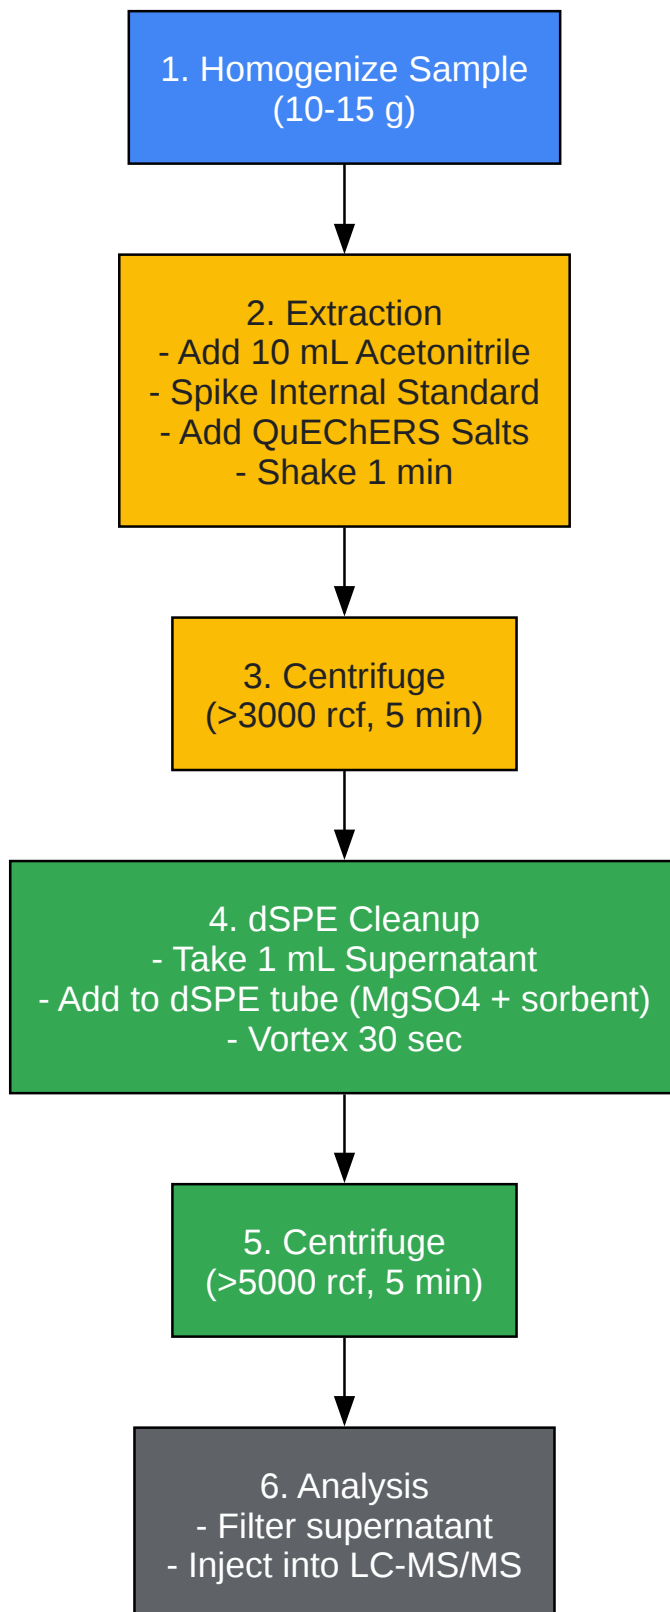 1. Homogenize Sample
(10-15 g)
2. Extraction
- Add 10 mL Acetonitrile
- Spike Internal Standard
- Add QuEChERS Salts
- Shake 1 min
3. Centrifuge
(>3000 rcf, 5 min)
4. dSPE Cleanup
- Take 1 mL Supernatant
- Add to dSPE tube (MgSO4 + sorbent)
- Vortex 30 sec
5. Centrifuge
(>5000 rcf, 5 min)
6. Analysis
- Filter supernatant
- Inject into LC-MS/MS